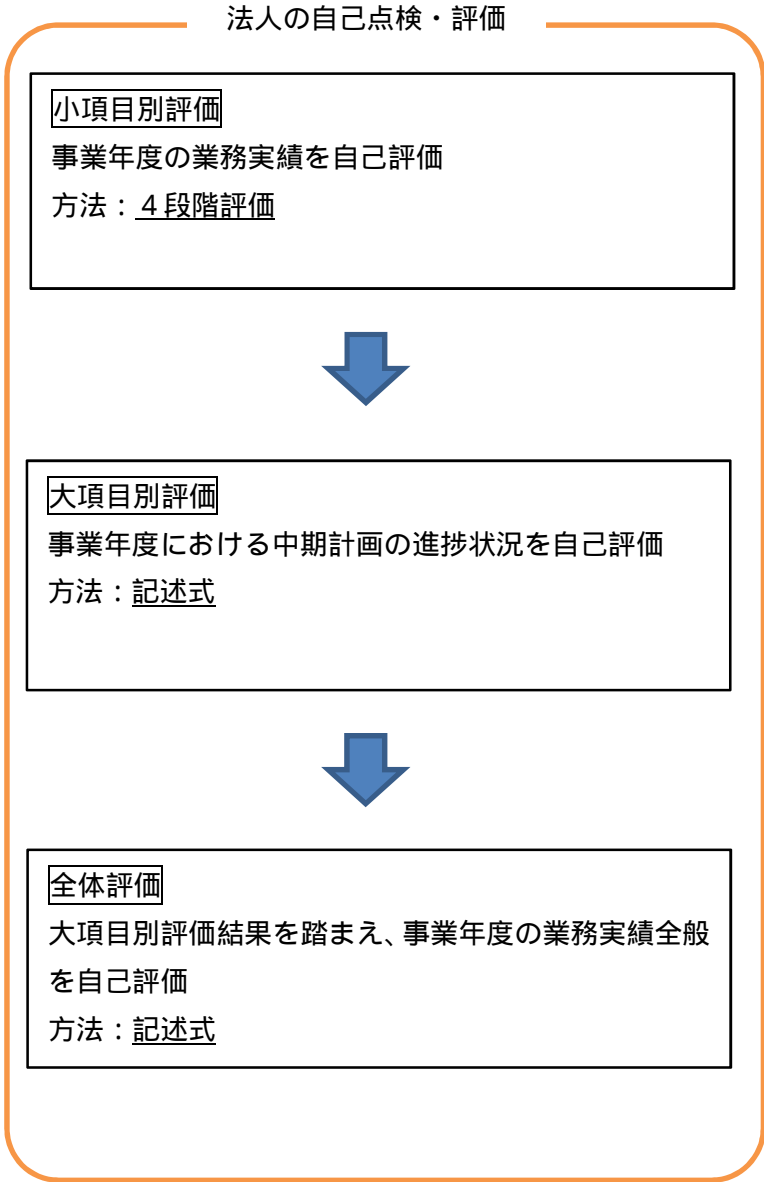 法人の自己点検・評価
小項目別評価
事業年度の業務実績を自己評価
方法：４段階評価
大項目別評価
事業年度における中期計画の進捗状況を自己評価
方法：記述式
全体評価
大項目別評価結果を踏まえ、事業年度の業務実績全般
を自己評価
方法：記述式